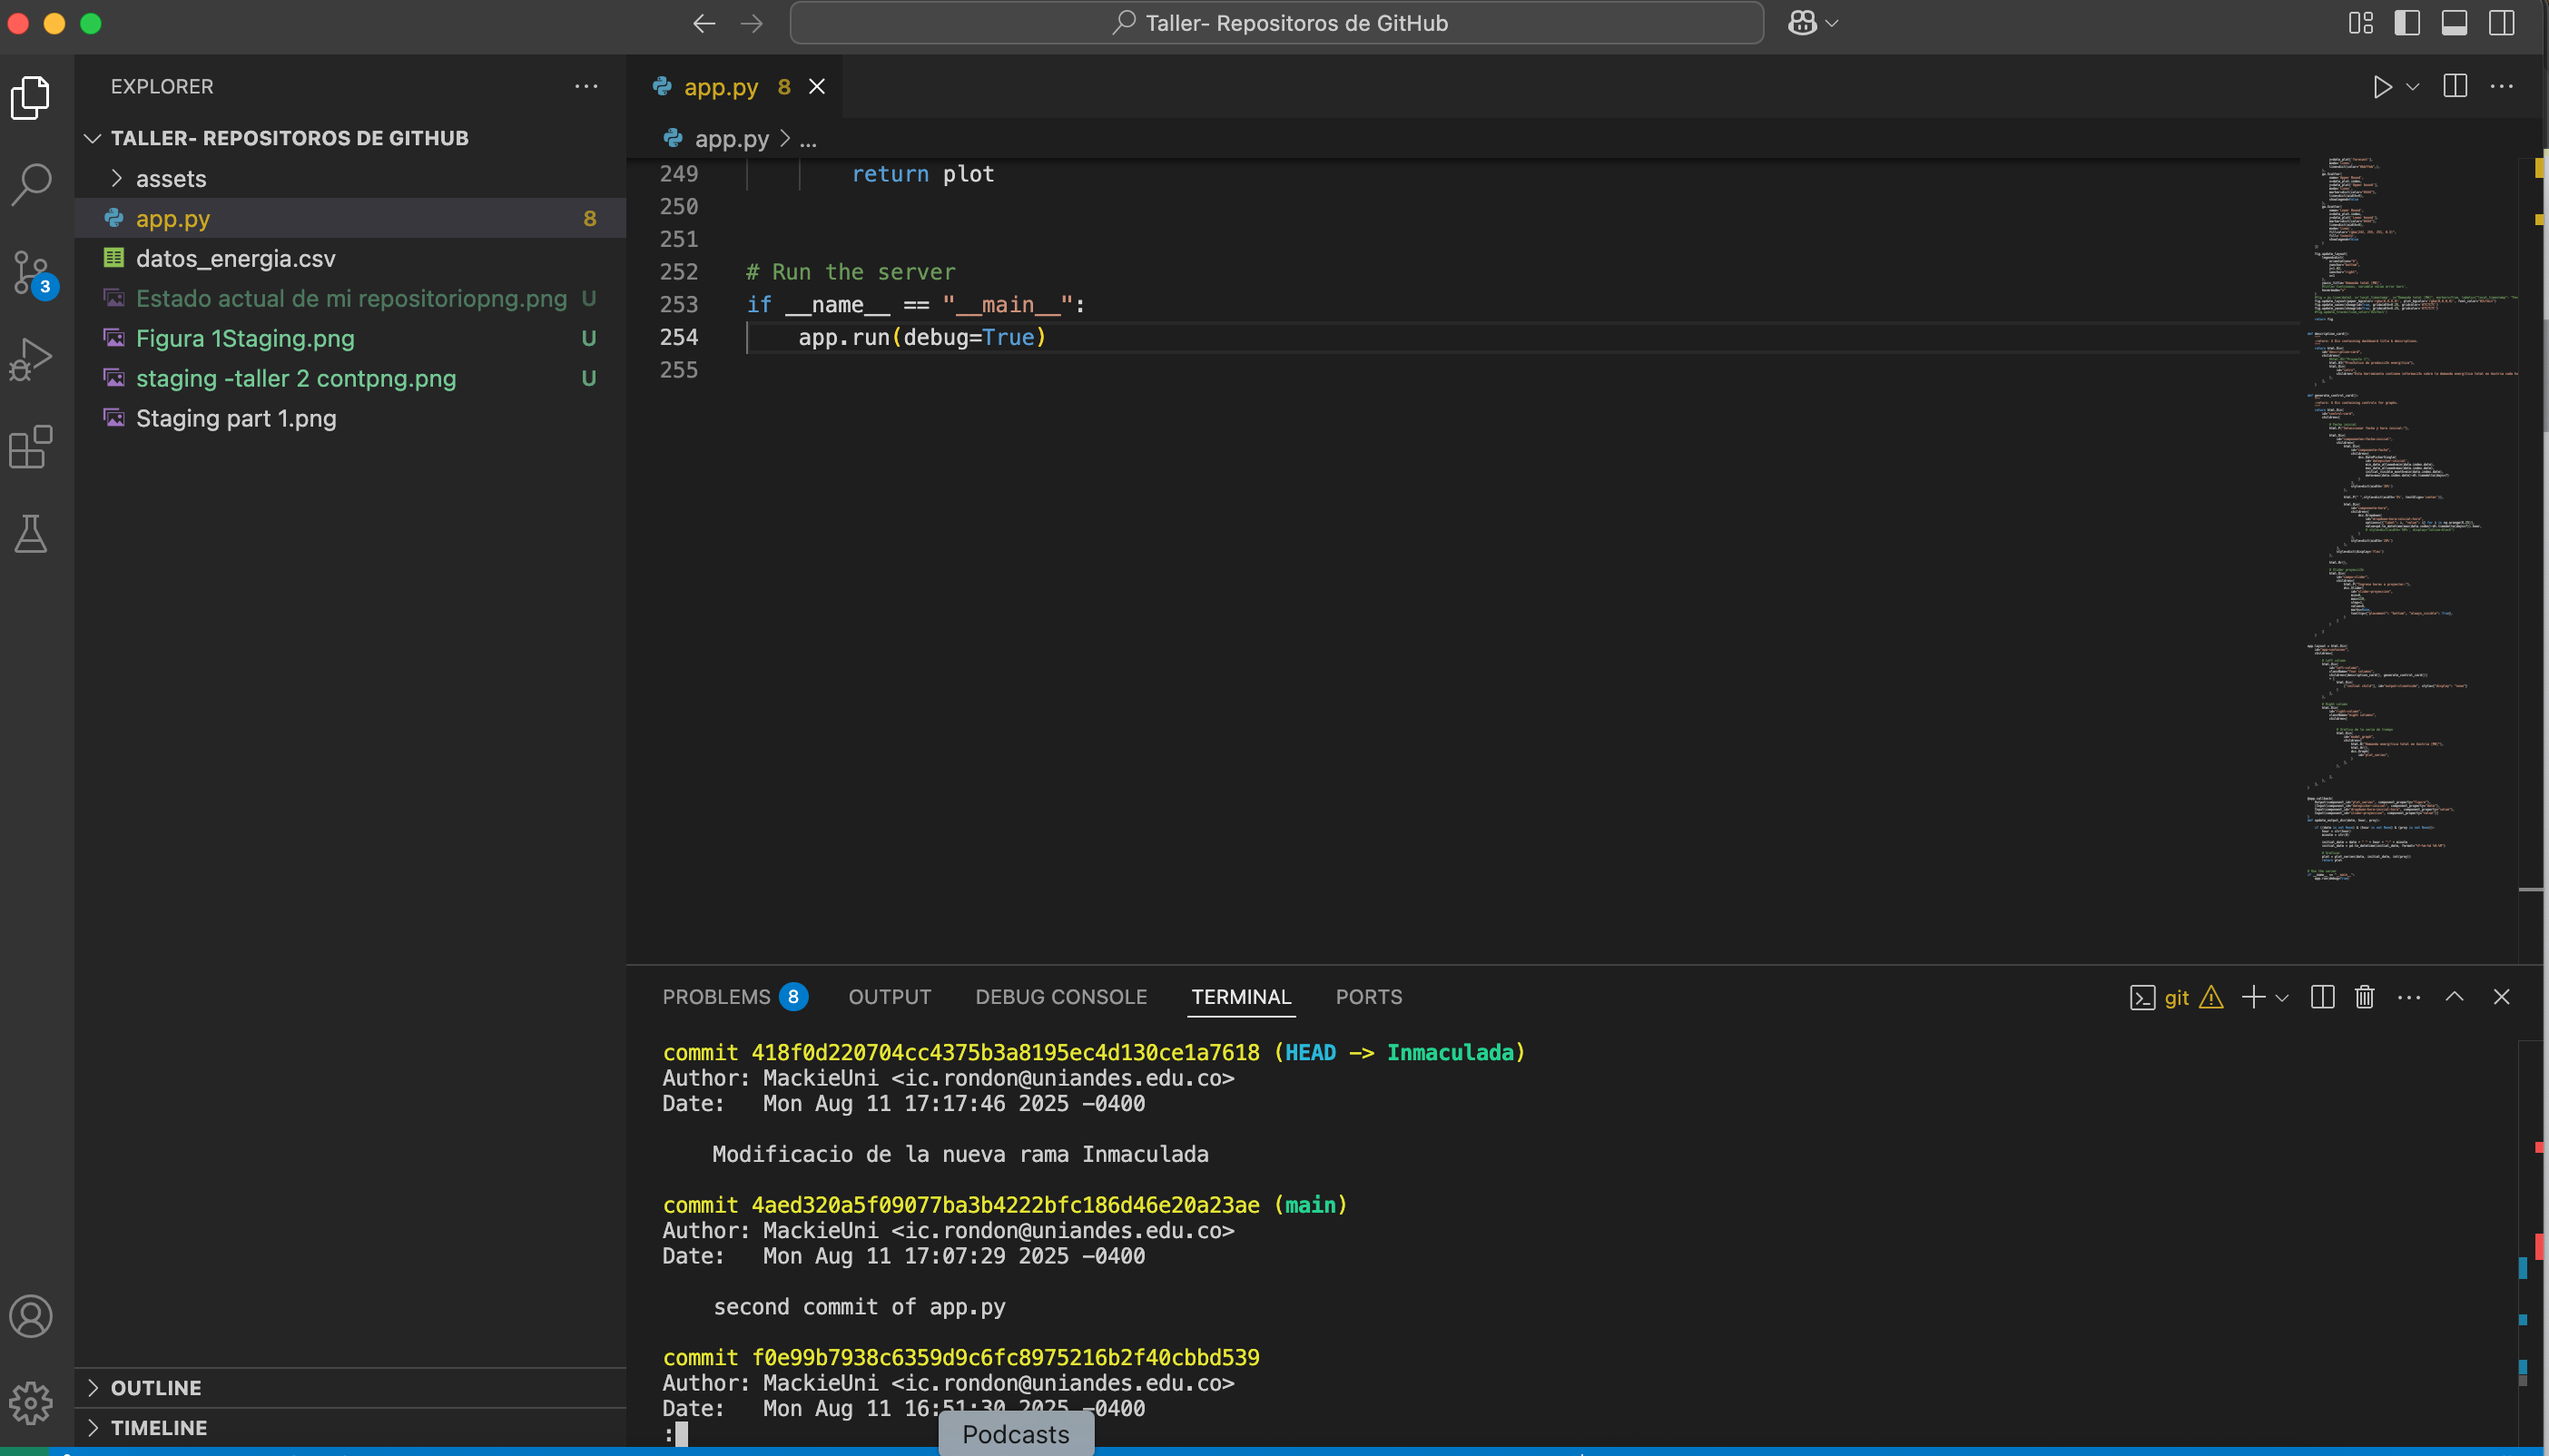 Taller- Repositoros de GitHub
EXPLORER
TALLER- REPOSITOROS DE GITHUB
assets
app.py 8
datos_energia.csv
Estado actual de mi repositoriopng.png U
Figura 1Staging.png U
staging -taller 2 contpng.png U
Staging part 1.png
3
OUTLINE
TIMELINE
app.py 8
app.py > ...
249 return plot
250
251
252 # Run the server
253 if __name__ == "__main__":
254 app.run(debug=True)
255
PROBLEMS 8 OUTPUT DEBUG CONSOLE TERMINAL PORTS
git
commit 418f0d220704cc4375b3a8195ec4d130ce1a7618 (HEAD -> Inmaculada)
Author: MackieUni <ic.rondon@uniandes.edu.co>
Date: Mon Aug 11 17:17:46 2025 -0400
Modificacio de la nueva rama Inmaculada
commit 4aed320a5f09077ba3b4222bfc186d46e20a23ae (main)
Author: MackieUni <ic.rondon@uniandes.edu.co>
Date: Mon Aug 11 17:07:29 2025 -0400
second commit of app.py
commit f0e99b7938c6359d9c6fc8975216b2f40cbbd539
Author: MackieUni <ic.rondon@uniandes.edu.co>
Date: Mon Aug 11 16:51:30 2025 -0400
:
Podcasts